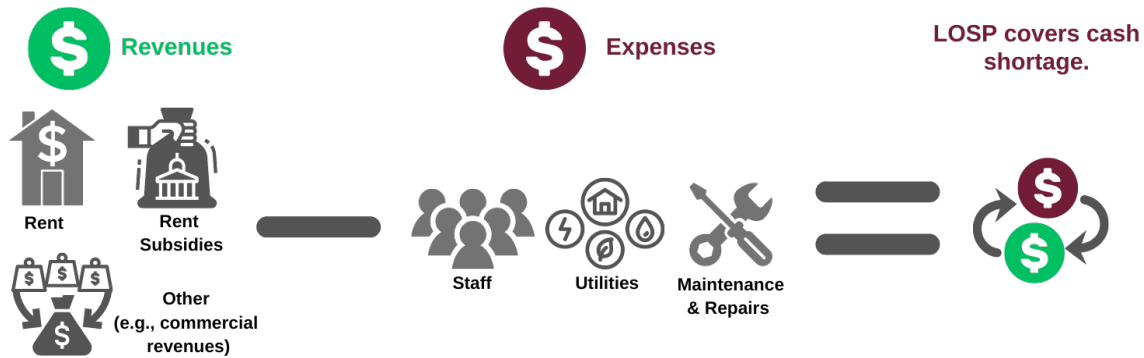 Revenues
Expenses
LOSP covers cash
shortage.
$
$
$
Rent
Rent
Subsidies
$
$
$
$
Other
(e.g., commercial
revenues)
Staff
Utilities
Maintenance
& Repairs
$
$